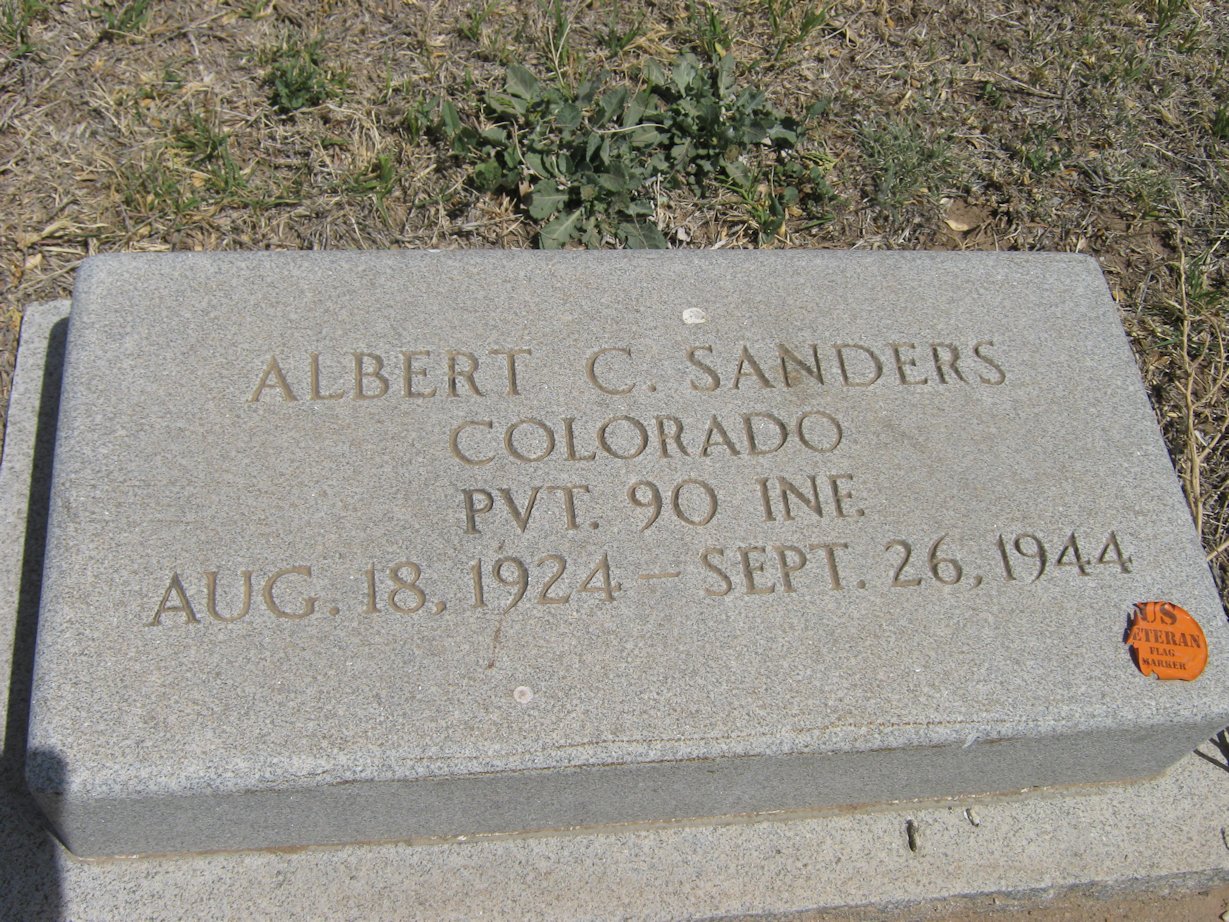 ALBERT C. SANDERS
COLORADO
PVT. 90 INF.
AUG. 18, 1924 – SEPT. 26, 1944
US
VETERAN
FLAG
MARKER